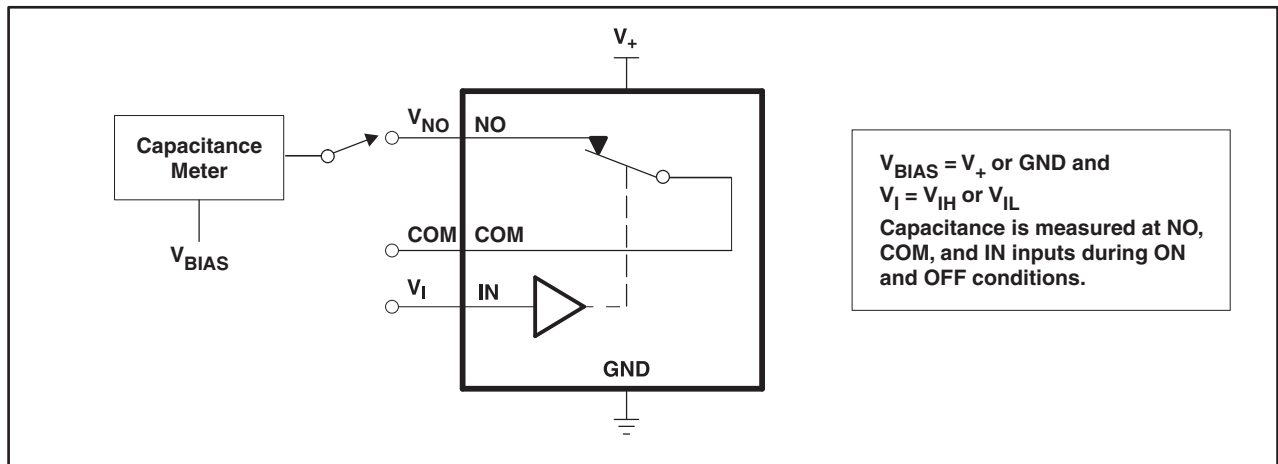 V+
Capacitance
Meter
VBIAS
VNO NO
COM COM
VI IN
GND
VBIAS = V+ or GND and
VI = VIH or VIL
Capacitance is measured at NO,
COM, and IN inputs during ON
and OFF conditions.